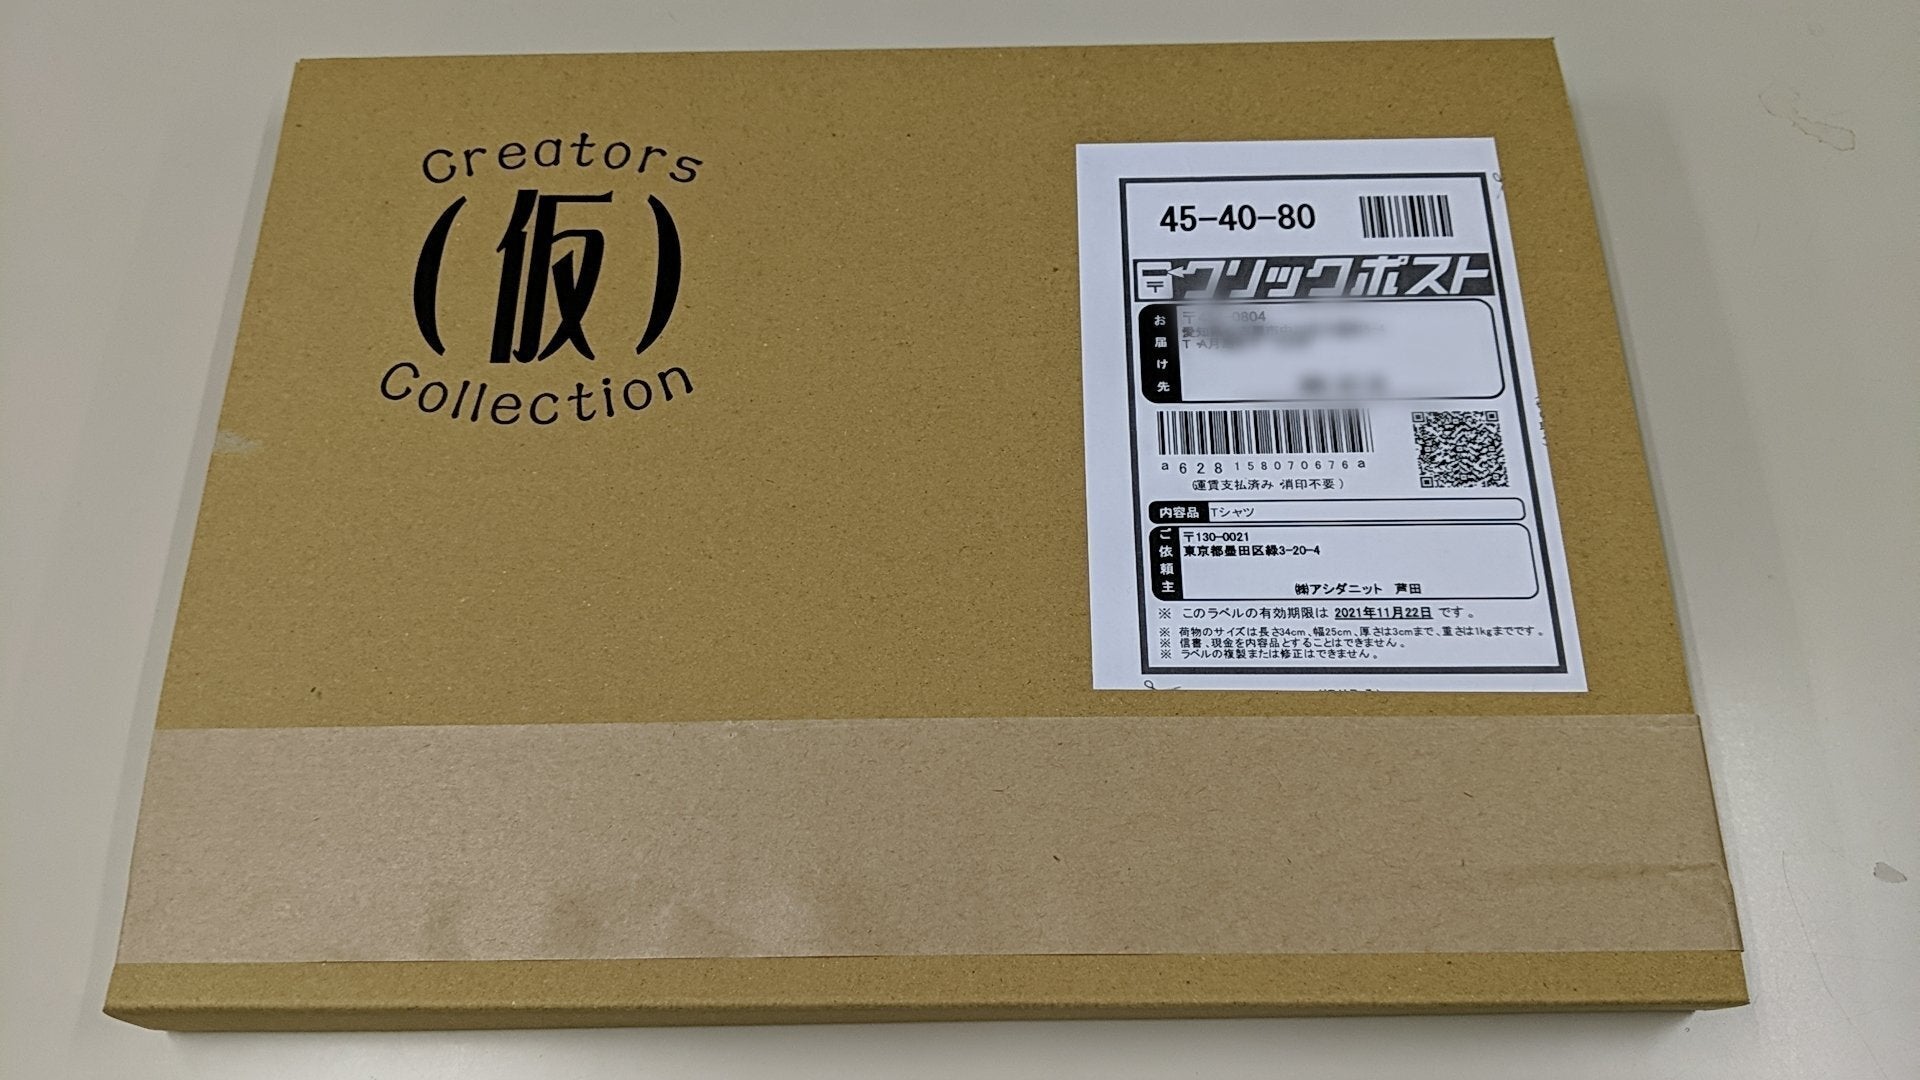 Creators
(仮)
Collection
45-40-80
クリックポスト
お届け先
〒 0804
愛知
a628158070676a
(運賃支払済み・消印不要)
内容品 Tシャツ
ご依頼主
〒130-0021
東京都墨田区緑3-20-4
㈱アシダニット 芦田
※ このラベルの有効期限は 2021年11月22日 です。
※ 荷物のサイズは長さ34cm、幅25cm、厚さは3cmまで、重さは1kgまでです。
※ 信書、現金を内容品とすることはできません。
※ ラベルの複製または修正はできません。